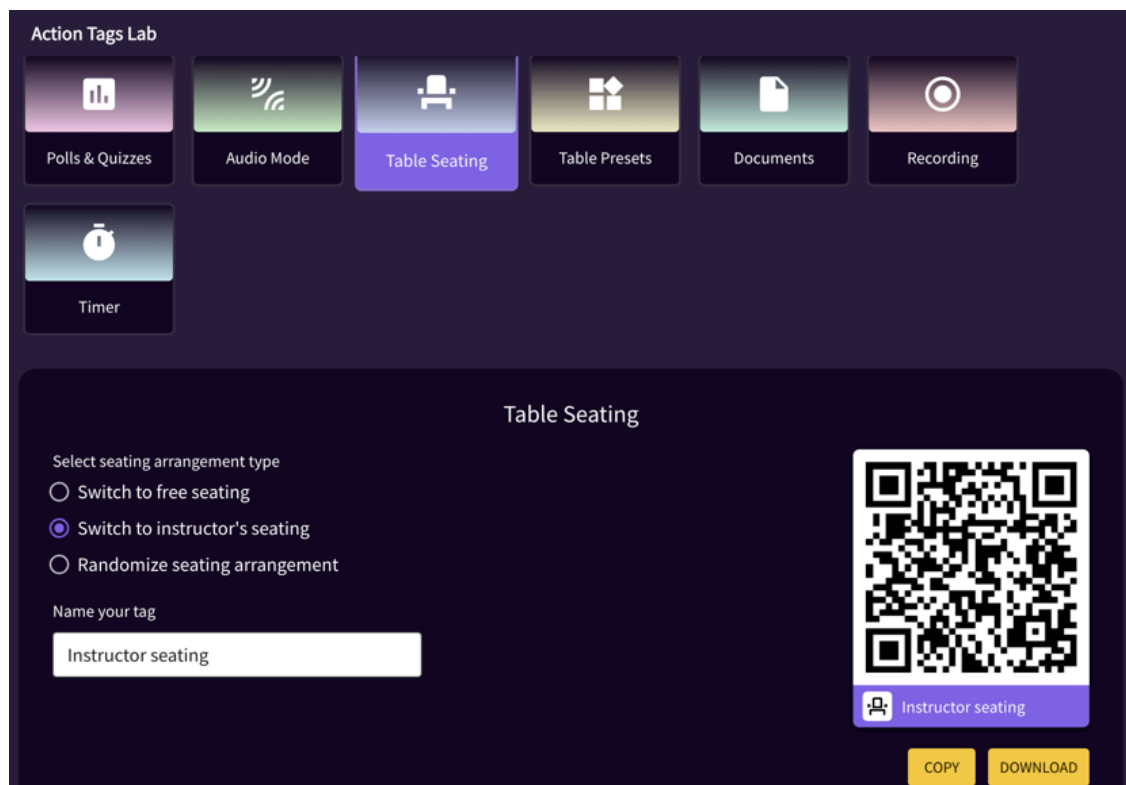 Action Tags Lab
Polls & Quizzes
Audio Mode
Table Seating
Table Presets
Documents
Recording
Timer
Table Seating
Select seating arrangement type
Switch to free seating
Switch to instructor's seating
Randomize seating arrangement
Name your tag
Instructor seating
Instructor seating
COPY
DOWNLOAD